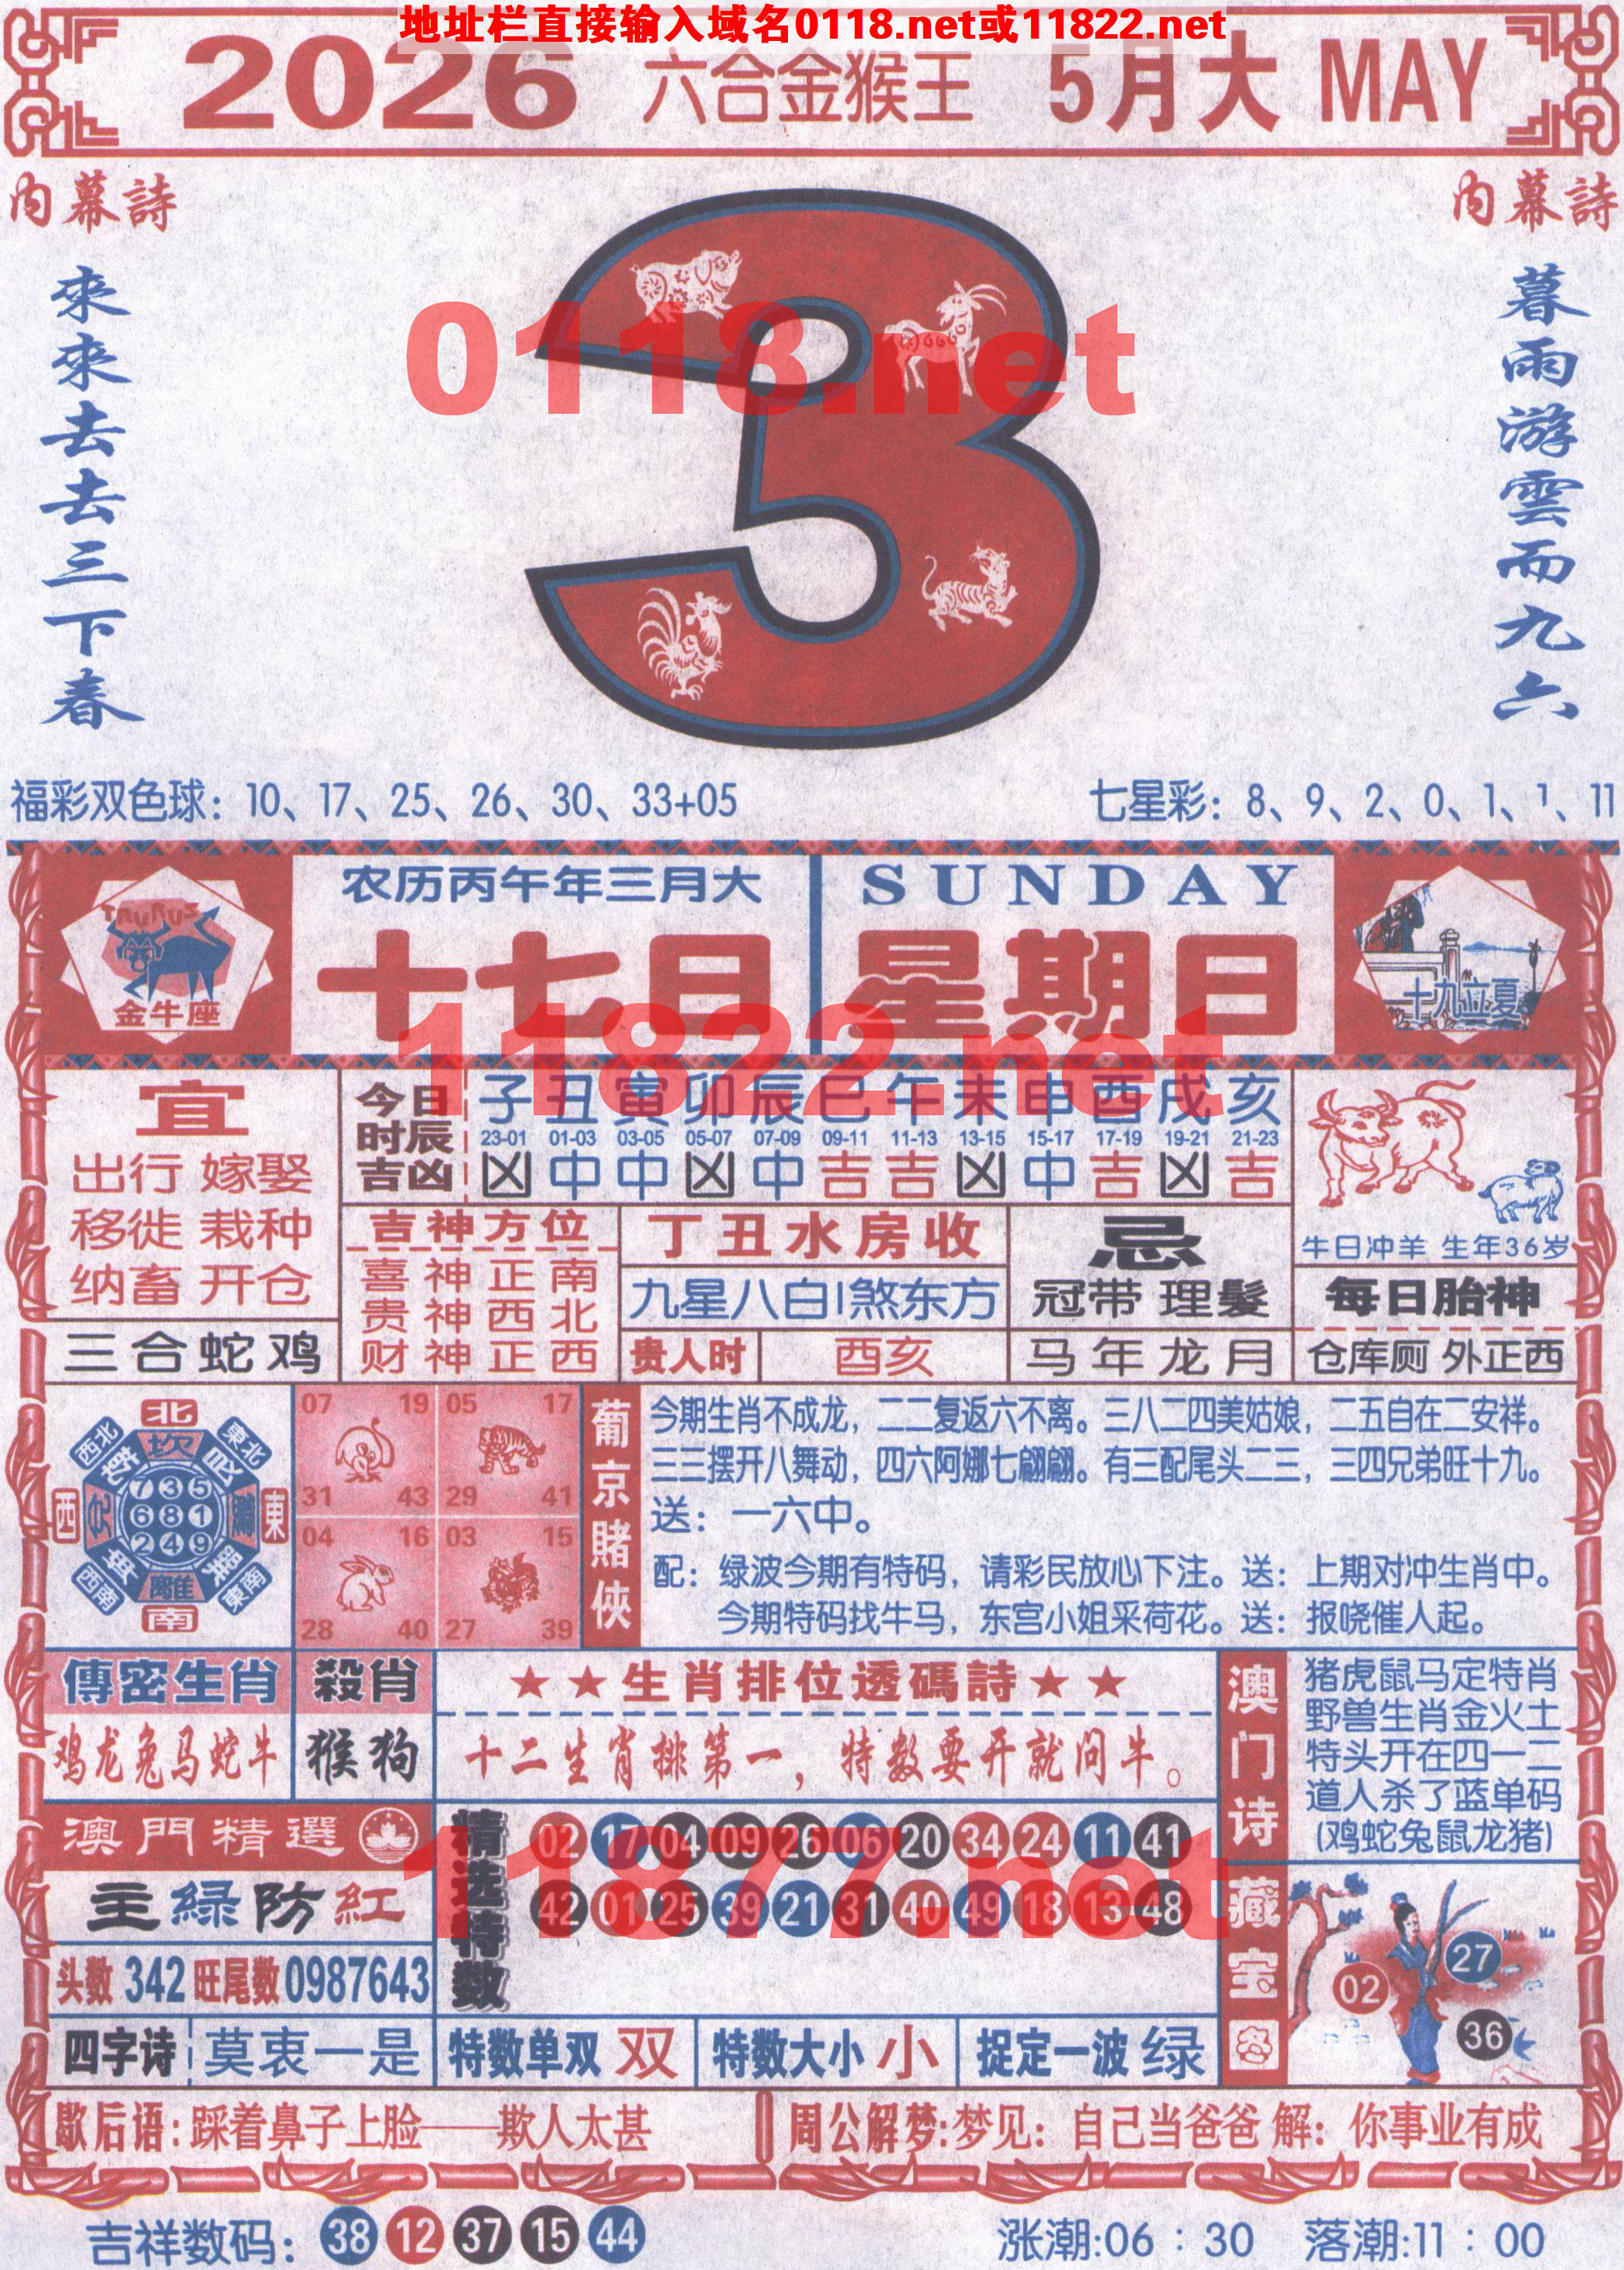 地址栏直接输入域名0118.net或11822.net
2026 六合金猴王 5月大 MAY
内幕詩
内幕詩
來來去去三下春
暮雨游雲而九六
3
0118.net
福彩双色球：10、17、25、26、30、33+05
七星彩：8、9、2、0、1、1、11
TAURUS
金牛座
农历丙午年三月大
SUNDAY
十七日
星期日
十九立夏
11822.net
宜
出行 嫁娶
移徙 栽种
纳畜 开仓
三合蛇鸡
今日时辰吉凶
子 丑 寅 卯 辰 巳 午 未 申 酉 戌 亥
23-01 01-03 03-05 05-07 07-09 09-11 11-13 13-15 15-17 17-19 19-21 21-23
凶 中 中 凶 中 吉 吉 凶 中 吉 凶 吉
吉神方位
喜神正南
贵神西北
财神正西
丁丑水房收
九星八白 煞东方
贵人时 酉亥
忌
冠带 理髮
马年龙月
牛日冲羊 生年36岁
每日胎神
仓库厕 外正西
北
西北 東北
坎
西 東
7 3 5
6 8 1
2 4 9
西南 東南
離
南
07 19 05 17
31 43 29 41
04 16 03 15
28 40 27 39
葡京賭俠
今期生肖不成龙，二二复返六不离。三八二四美姑娘，二五自在二安祥。
三三摆开八舞动，四六阿娜七翩翩。有三配尾头二三，三四兄弟旺十九。
送：一六中。
配：绿波今期有特码，请彩民放心下注。送：上期对冲生肖中。
今期特码找牛马，东宫小姐采荷花。送：报晓催人起。
傳密生肖
鸡龙兔马蛇牛
殺肖
猴狗
★★生肖排位透碼詩★★
十二生肖排第一，特数要开就问牛。
澳门诗
猪虎鼠马定特肖
野兽生肖金火土
特头开在四一二
道人杀了蓝单码
(鸡蛇兔鼠龙猪)
澳門精選
主緑防紅
头数 342 旺尾数 0987643
精选特数
02 17 04 09 26 06 20 34 24 11 41
42 01 25 39 21 31 40 49 18 13 48
11877.net
藏宝图
27
02
36
四字诗 莫衷一是
特数单双 双
特数大小 小
捉定一波 绿
歇后语:踩着鼻子上脸——欺人太甚
周公解梦:梦见：自己当爸爸 解：你事业有成
吉祥数码：38 12 37 15 44
涨潮:06：30 落潮:11：00